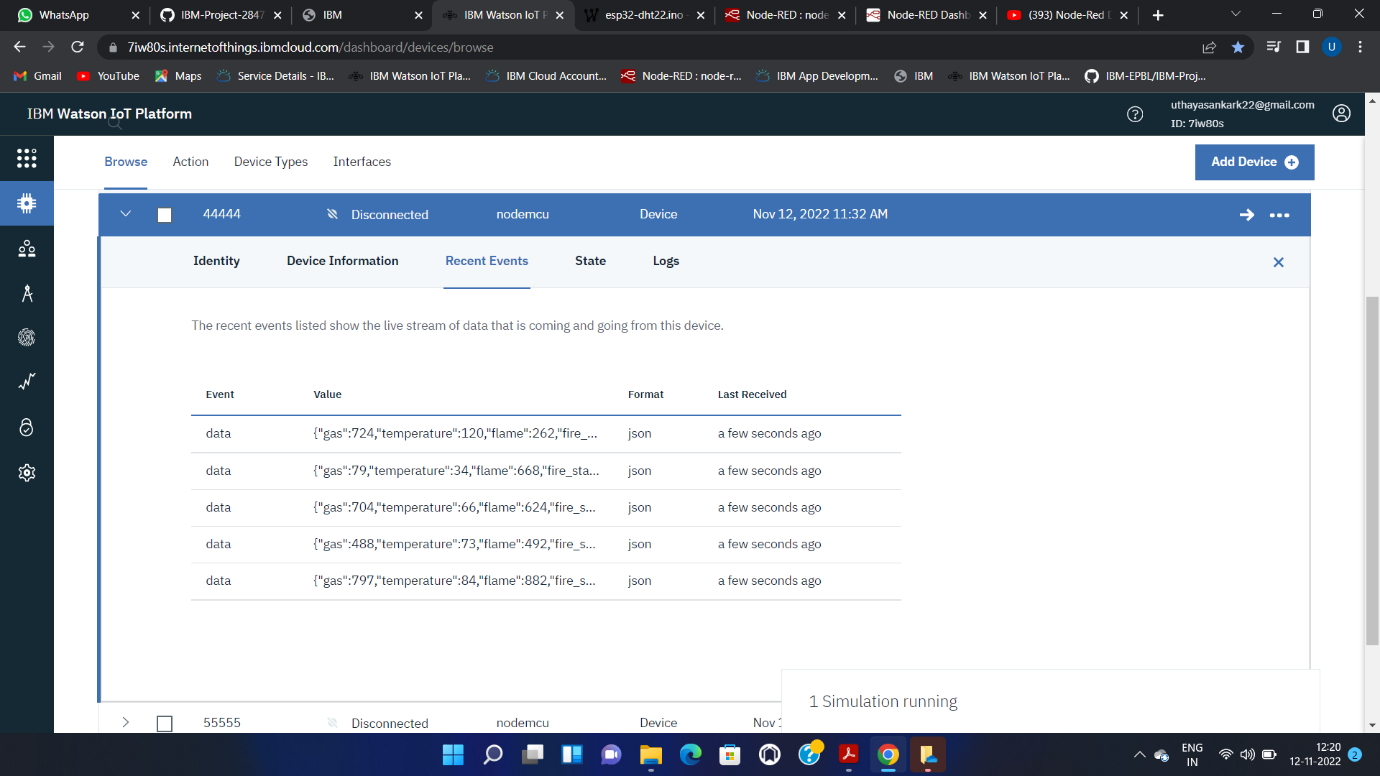 WhatsApp
IBM-Project-2847
IBM
IBM Watson IoT P
esp32-dht22.ino
Node-RED : node
Node-RED Dashb
(393) Node-Red D
7iw80s.internetofthings.ibmcloud.com/dashboard/devices/browse
U
Gmail
YouTube
Maps
Service Details - IB...
IBM Watson IoT Pla...
IBM Cloud Account...
Node-RED : node-r...
IBM App Developm...
IBM
IBM Watson IoT Pla...
IBM-EPBL/IBM-Proj...
IBM Watson IoT Platform
uthayasankark22@gmail.com
ID: 7iw80s
Browse
Action
Device Types
Interfaces
Add Device
44444
Disconnected
nodemcu
Device
Nov 12, 2022 11:32 AM
Identity
Device Information
Recent Events
State
Logs
The recent events listed show the live stream of data that is coming and going from this device.
Event Value Format Last Received
data {"gas":724,"temperature":120,"flame":262,"fire_... json a few seconds ago
data {"gas":79,"temperature":34,"flame":668,"fire_sta... json a few seconds ago
data {"gas":704,"temperature":66,"flame":624,"fire_s... json a few seconds ago
data {"gas":488,"temperature":73,"flame":492,"fire_s... json a few seconds ago
data {"gas":797,"temperature":84,"flame":882,"fire_s... json a few seconds ago
1 Simulation running
55555
Disconnected
nodemcu
Device
Nov 1
ENG
IN
12:20
12-11-2022
2